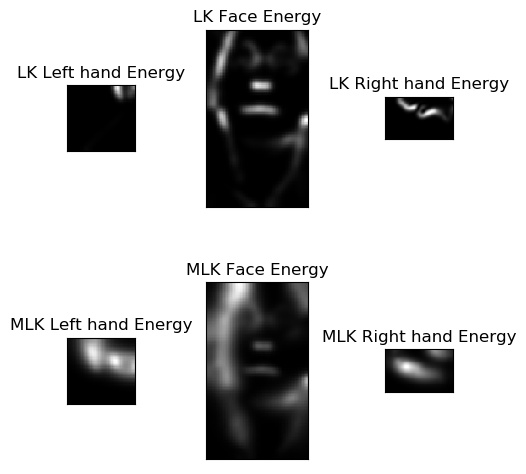 LK Face Energy
LK Left hand Energy
LK Right hand Energy
MLK Face Energy
MLK Left hand Energy
MLK Right hand Energy